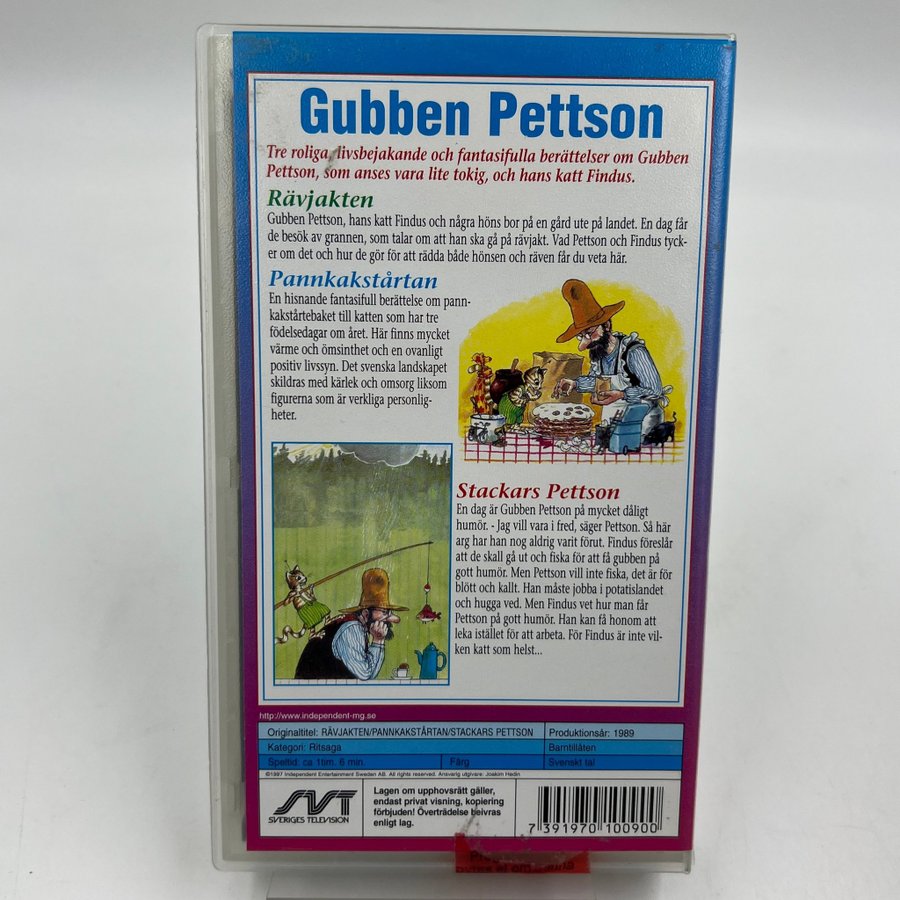 Gubben Pettson
Tre roliga, livsbejakande och fantasifulla berättelser om Gubben
Pettson, som anses vara lite tokig, och hans katt Findus.
Rävjakten
Gubben Pettson, hans katt Findus och några höns bor på en gård ute på landet. En dag får
de besök av grannen, som talar om att han ska gå på rävjakt. Vad Pettson och Findus tyck-
er om det och hur de gör för att rädda både hönsen och räven får du veta här.
Pannkakstårtan
En hisnande fantasifull berättelse om pann-
kakstårtebaket till katten som har tre
födelsedagar om året. Här finns mycket
värme och ömsinthet och en ovanligt
positiv livssyn. Det svenska landskapet
skildras med kärlek och omsorg liksom
figurerna som är verkliga personlig-
heter.
Stackars Pettson
En dag är Gubben Pettson på mycket dåligt
humör. - Jag vill vara i fred, säger Pettson. Så här
arg har han nog aldrig varit förut. Findus föreslår
att de skall gå ut och fiska för att få gubben på
gott humör. Men Pettson vill inte fiska, det är för
blött och kallt. Han måste jobba i potatislandet
och hugga ved. Men Findus vet hur man får
Pettson på gott humör. Han kan få honom att
leka istället för att arbeta. För Findus är inte vil-
ken katt som helst...
http://www.independent-mg.se
Originaltitel: RÄVJAKTEN/PANNKAKSTÅRTAN/STACKARS PETTSON
Produktionsår: 1989
Kategori: Ritsaga
Barntillåten
Speltid: ca 1tim. 6 min.
Färg
Svenskt tal
©1997 Independent Entertainment Sweden AB. All rights reserved. Ansvarig utgivare: Joakim Hedin.
SVT
SVERIGES TELEVISION
Lagen om upphovsrätt gäller,
endast privat visning, kopiering
förbjuden! Överträdelse beivras
enligt lag.
7 391970 100900